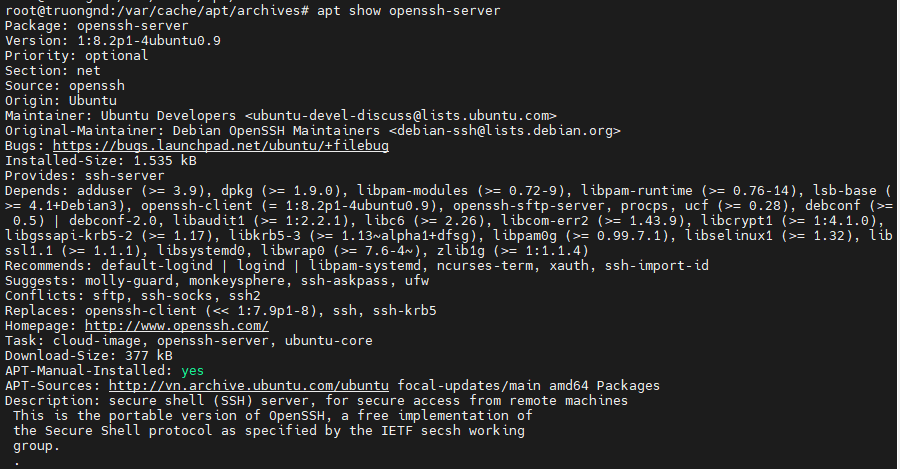 root@truongnd:/var/cache/apt/archives# apt show openssh-server
Package: openssh-server
Version: 1:8.2p1-4ubuntu0.9
Priority: optional
Section: net
Source: openssh
Origin: Ubuntu
Maintainer: Ubuntu Developers <ubuntu-devel-discuss@lists.ubuntu.com>
Original-Maintainer: Debian OpenSSH Maintainers <debian-ssh@lists.debian.org>
Bugs: https://bugs.launchpad.net/ubuntu/+filebug
Installed-Size: 1.535 kB
Provides: ssh-server
Depends: adduser (>= 3.9), dpkg (>= 1.9.0), libpam-modules (>= 0.72-9), libpam-runtime (>= 0.76-14), lsb-base (
>= 4.1+Debian3), openssh-client (= 1:8.2p1-4ubuntu0.9), openssh-sftp-server, procps, ucf (>= 0.28), debconf (>=
 0.5) | debconf-2.0, libaudit1 (>= 1:2.2.1), libc6 (>= 2.26), libcom-err2 (>= 1.43.9), libcrypt1 (>= 1:4.1.0),
libgssapi-krb5-2 (>= 1.17), libkrb5-3 (>= 1.13~alpha1+dfsg), libpam0g (>= 0.99.7.1), libselinux1 (>= 1.32), lib
ssl1.1 (>= 1.1.1), libsystemd0, libwrap0 (>= 7.6-4~), zlib1g (>= 1:1.1.4)
Recommends: default-logind | logind | libpam-systemd, ncurses-term, xauth, ssh-import-id
Suggests: molly-guard, monkeysphere, ssh-askpass, ufw
Conflicts: sftp, ssh-socks, ssh2
Replaces: openssh-client (<< 1:7.9p1-8), ssh, ssh-krb5
Homepage: http://www.openssh.com/
Task: cloud-image, openssh-server, ubuntu-core
Download-Size: 377 kB
APT-Manual-Installed: yes
APT-Sources: http://vn.archive.ubuntu.com/ubuntu focal-updates/main amd64 Packages
Description: secure shell (SSH) server, for secure access from remote machines
 This is the portable version of OpenSSH, a free implementation of
 the Secure Shell protocol as specified by the IETF secsh working
 group.
 .